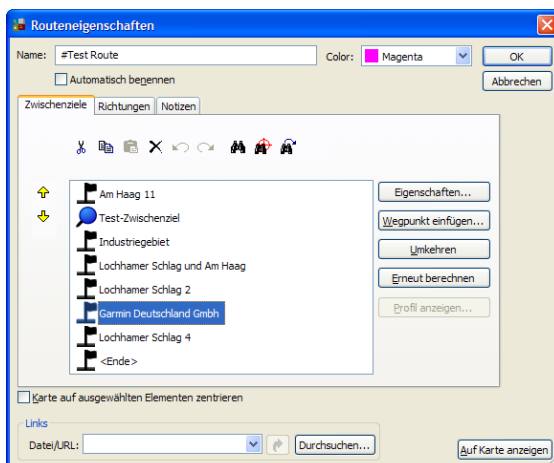 Routeneigenschaften
Name: #Test Route Color: Magenta OK
Automatisch benennen Abbrechen
Zwischenziele Richtungen Notizen
Am Haag 11 Eigenschaften...
Test-Zwischenziel Wegpunkt einfügen...
Industriegebiet Umkehren
Lochhamer Schlag und Am Haag Erneut berechnen
Lochhamer Schlag 2 Profil anzeigen...
Garmin Deutschland Gmbh
Lochhamer Schlag 4
<Ende>
Karte auf ausgewählten Elementen zentrieren
Links
Datei/URL: Durchsuchen... Auf Karte anzeigen